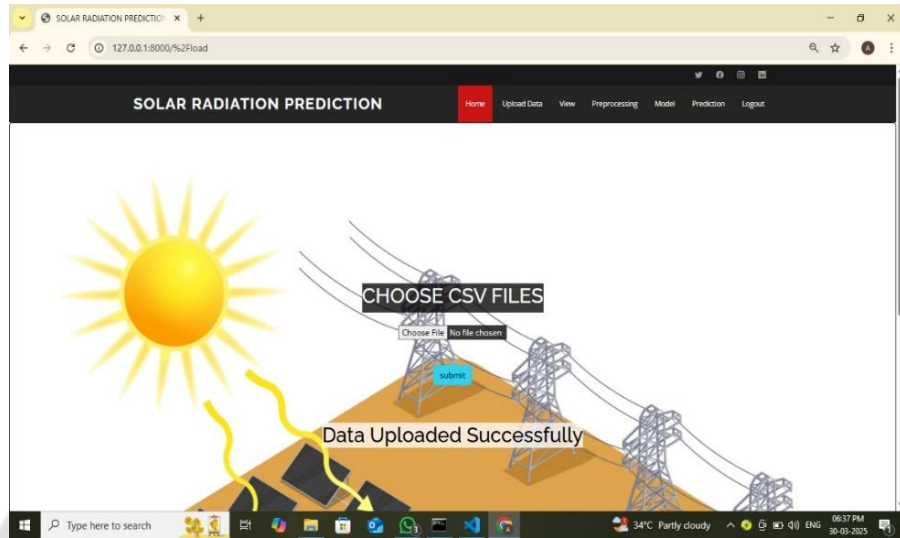 SOLAR RADIATION PREDICTIO
127.0.0.1:8000/%2Fload
SOLAR RADIATION PREDICTION
Home Upload Data View Preprocessing Model Prediction Logout
CHOOSE CSV FILES
Choose File No file chosen
submit
Data Uploaded Successfully
Type here to search
34°C Partly cloudy
ENG
06:37 PM
30-03-2025